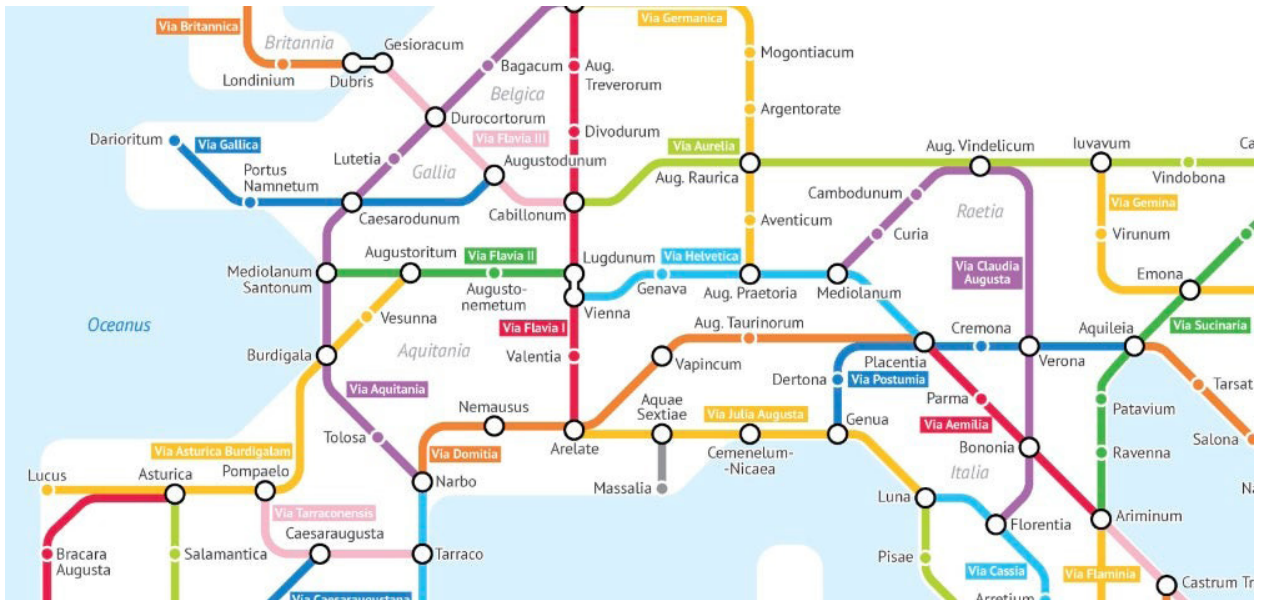 Via Britannica
Via Germanica
Britannia
Gesioracum
Mogontiacum
Londinium
Dubris
Bagacum
Aug.
Treverorum
Belgica
Argentorate
Durocortorum
Darioritum
Via Gallica
Via Flavia III
Divodurum
Via Aurelia
Aug. Vindelicum
Iuvavum
Ca
Lutetia
Gallia
Augustodunum
Aug. Raurica
Vindobona
Portus
Namnetum
Caesarodunum
Cabillonum
Cambodunum
Raetia
Via Gemina
Aventicum
Curia
Virunum
Augustoritum
Via Flavia II
Lugdunum
Via Helvetica
Mediolanum
Santonum
Augusto-
nemetum
Genava
Aug. Praetoria
Mediolanum
Via Claudia
Augusta
Emona
Vienna
Oceanus
Vesunna
Via Flavia I
Aug. Taurinorum
Cremona
Aquileia
Via Sucinaria
Burdigala
Aquitania
Valentia
Vapincum
Placentia
Verona
Via Aquitania
Dertona
Via Postumia
Tarsat
Nemausus
Aquae
Sextiae
Via Julia Augusta
Genua
Parma
Patavium
Via Aemilia
Tolosa
Via Domitia
Arelate
Cemenelum-
-Nicaea
Bononia
Salona
Via Asturica Burdigalam
Ravenna
Lucus
Asturica
Pompaelo
Narbo
Massalia
Italia
Luna
Na
Via Tarraconensis
Florentia
Ariminum
Caesaraugusta
Bracara
Augusta
Salamantica
Tarraco
Pisae
Via Cassia
Via Flaminia
Castrum Tr
Via Caesaraugustana
Arretium